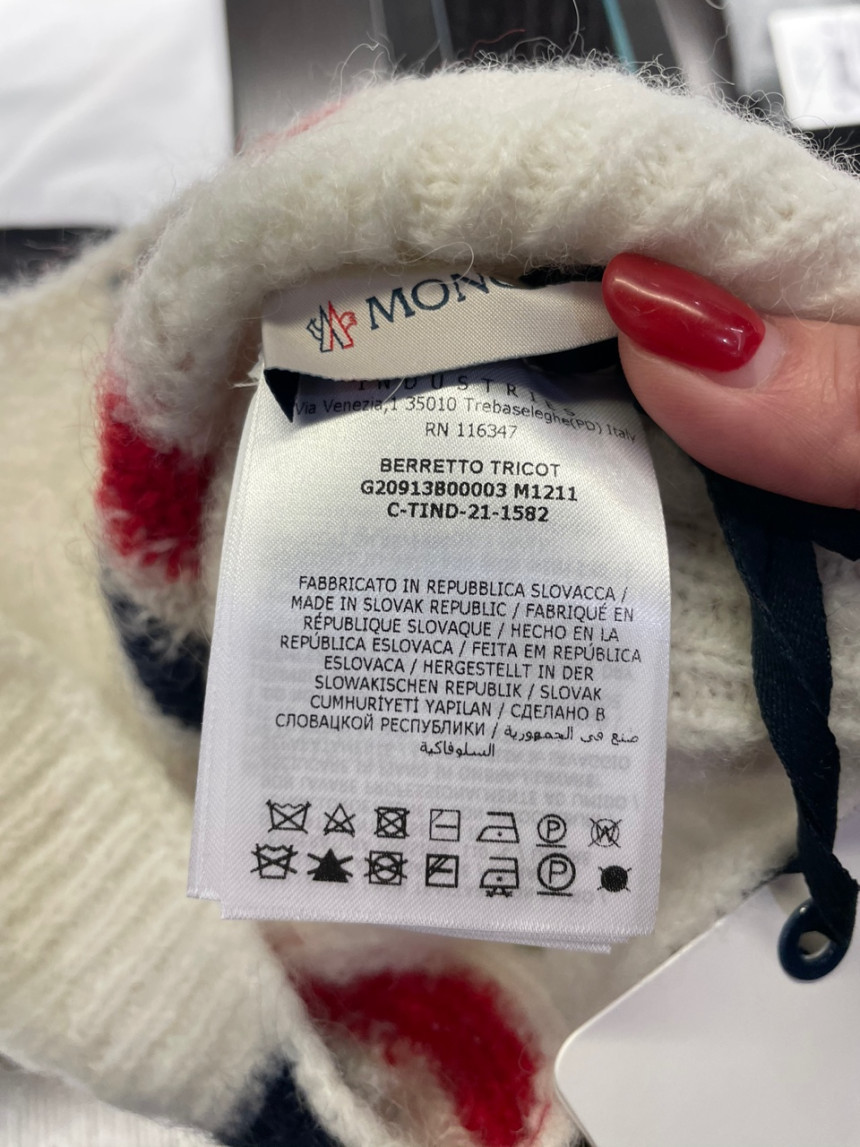 INDUSTRIES
Via Venezia,1 35010 Trebaseleghe(PD) Italy
RN 116347
BERRETTO TRICOT
G20913B00003 M1211
C-TIND-21-1582
FABBRICATO IN REPUBBLICA SLOVACCA /
MADE IN SLOVAK REPUBLIC / FABRIQUÉ EN
RÉPUBLIQUE SLOVAQUE / HECHO EN LA
REPÚBLICA ESLOVACA / FEITA EM REPÚBLICA
ESLOVACA / HERGESTELLT IN DER
SLOWAKISCHEN REPUBLIK / SLOVAK
CUMHURİYETİ YAPILAN / СДЕЛАНО В
СЛОВАЦКОЙ РЕСПУБЛИКИ / صنع في الجمهورية
السلوفاكية
P W
P